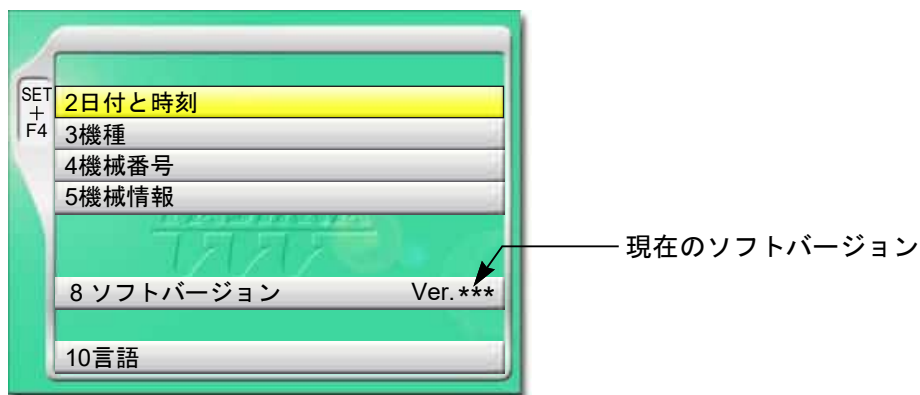 SET
+
F4
2日付と時刻
3機種
4機械番号
5機械情報
8 ソフトバージョン Ver.***
現在のソフトバージョン
10言語